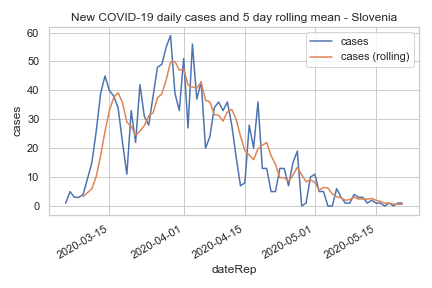 New COVID-19 daily cases and 5 day rolling mean - Slovenia
cases
cases (rolling)
60
50
40
30
20
10
0
cases
2020-03-15
2020-04-01
2020-04-15
2020-05-01
2020-05-15
dateRep